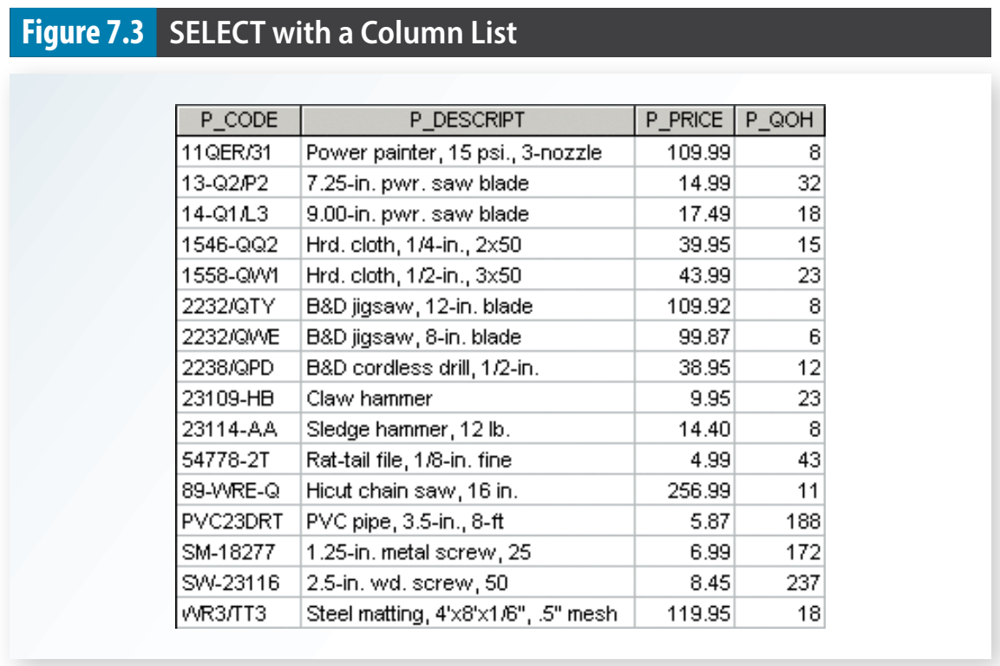 Figure 7.3 SELECT with a Column List
P_CODE P_DESCRIPT P_PRICE P_QOH
11QER/31 Power painter, 15 psi., 3-nozzle 109.99 8
13-Q2/P2 7.25-in. pwr. saw blade 14.99 32
14-Q1/L3 9.00-in. pwr. saw blade 17.49 18
1546-QQ2 Hrd. cloth, 1/4-in., 2x50 39.95 15
1558-QW1 Hrd. cloth, 1/2-in., 3x50 43.99 23
2232/QTY B&D jigsaw, 12-in. blade 109.92 8
2232/QWE B&D jigsaw, 8-in. blade 99.87 6
2238/QPD B&D cordless drill, 1/2-in. 38.95 12
23109-HB Claw hammer 9.95 23
23114-AA Sledge hammer, 12 lb. 14.40 8
54778-2T Rat-tail file, 1/8-in. fine 4.99 43
89-WRE-Q Hicut chain saw, 16 in. 256.99 11
PVC23DRT PVC pipe, 3.5-in., 8-ft 5.87 188
SM-18277 1.25-in. metal screw, 25 6.99 172
SW-23116 2.5-in. wd. screw, 50 8.45 237
WR3/TT3 Steel matting, 4'x8'x1/6", .5" mesh 119.95 18